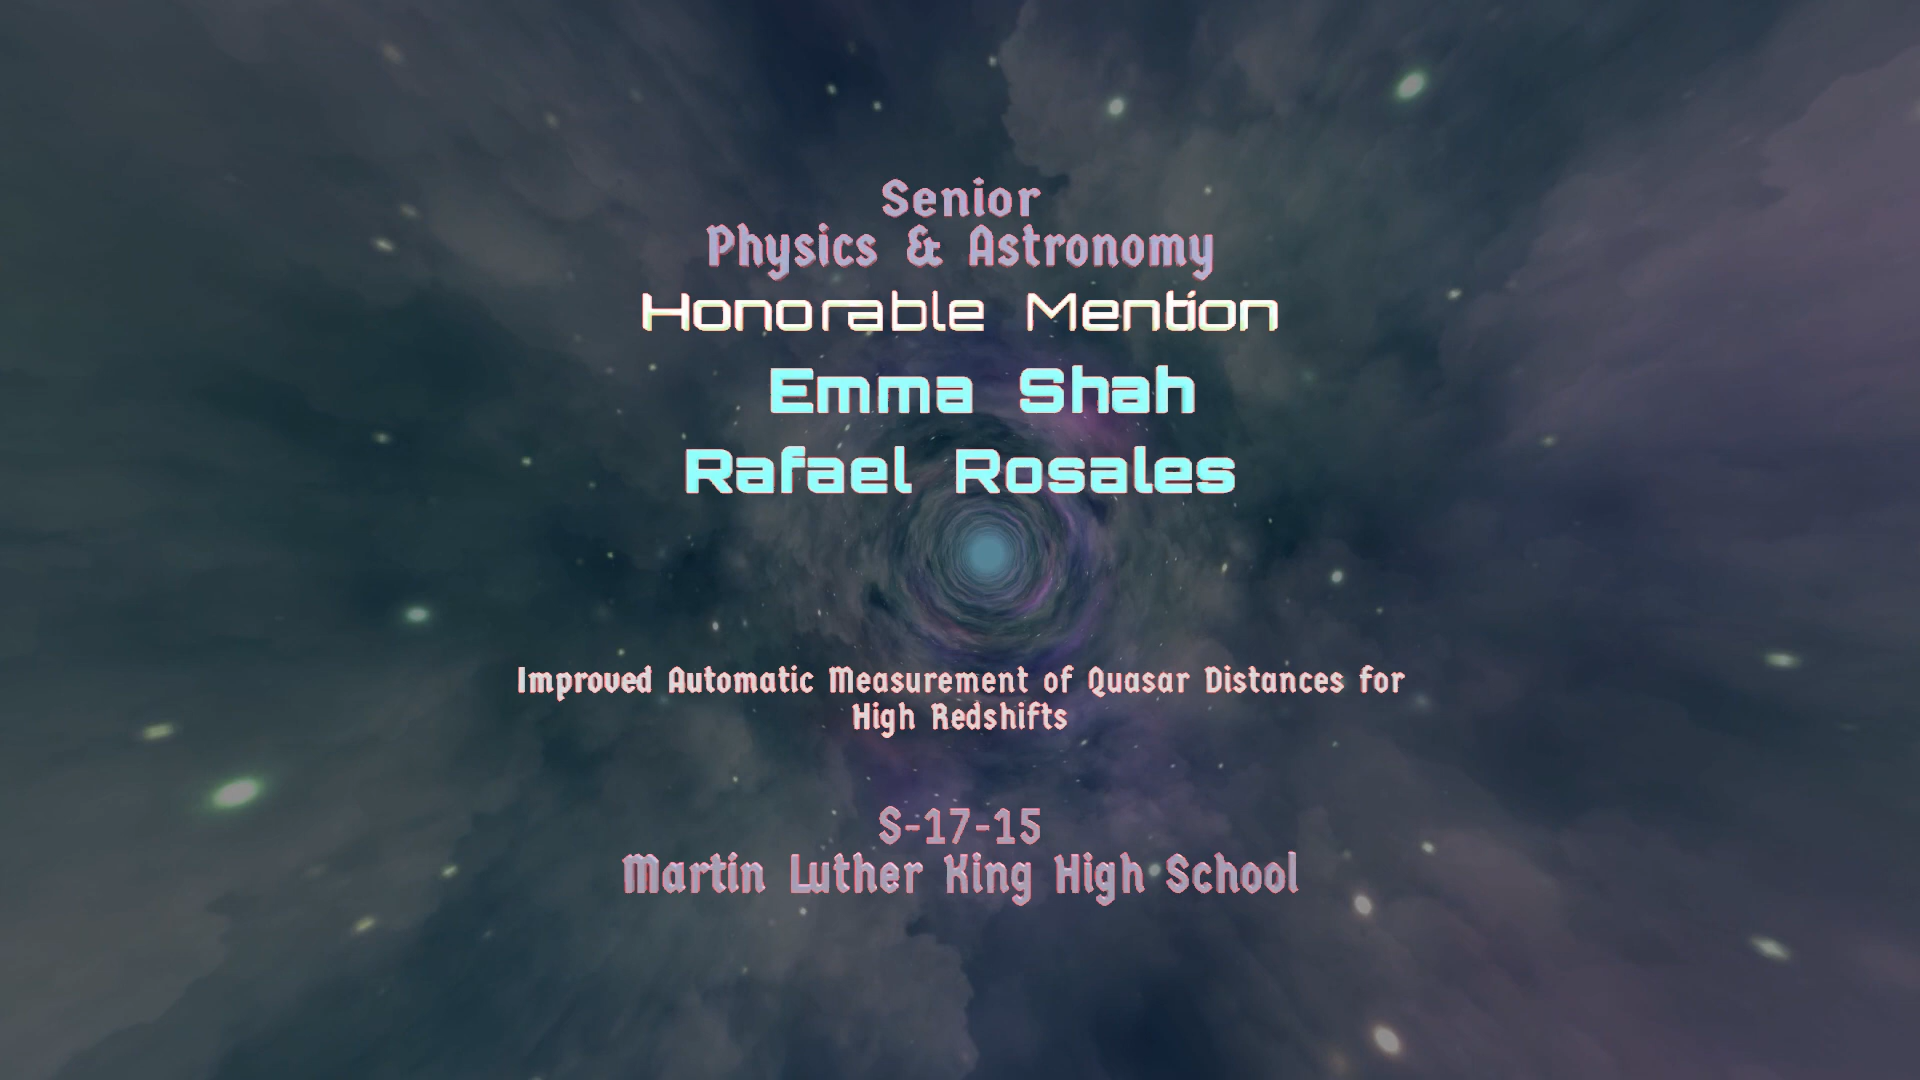 Senior
Physics & Astronomy
Honorable Mention
Emma Shah
Rafael Rosales
Improved Automatic Measurement of Quasar Distances for
High Redshifts
S-17-15
Martin Luther King High School